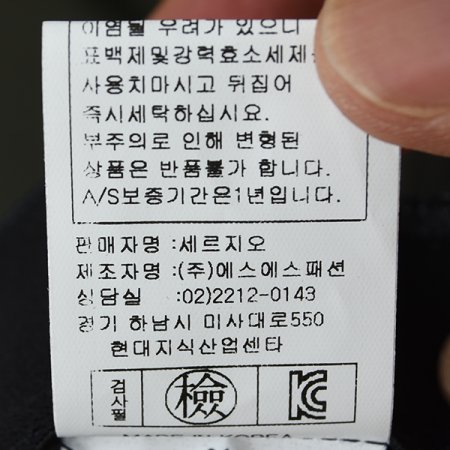 이염될 우려가 있으니
표백제및강력효소세제는
사용치마시고 뒤집어
즉시세탁하십시요.
부주의로 인해 변형된
상품은 반품불가 합니다.
A/S보증기간은1년입니다.
판매자명 : 세르지오
제조자명 : (주)에스에스패션
상담실 :02)2212-0143
경기 하남시 미사대로550
현대지식산업센타
검사필 檢 KC
MADE IN KOREA